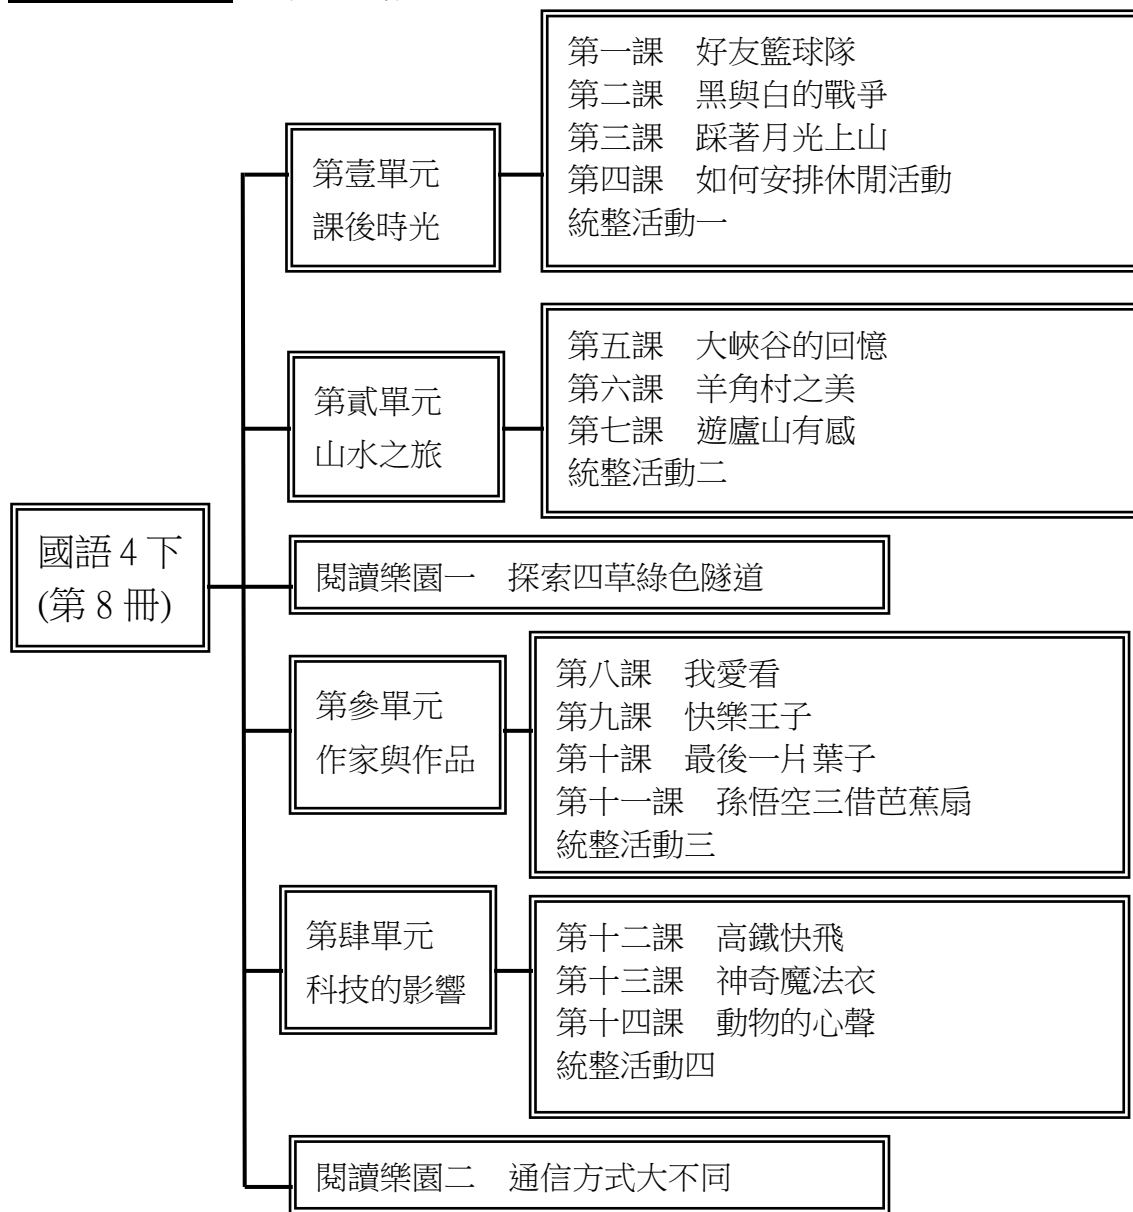 國語 4 下
(第 8 冊)
第壹單元
課後時光
第一課　好友籃球隊
第二課　黑與白的戰爭
第三課　踩著月光上山
第四課　如何安排休閒活動
統整活動一
第貳單元
山水之旅
第五課　大峽谷的回憶
第六課　羊角村之美
第七課　遊廬山有感
統整活動二
閱讀樂園一　探索四草綠色隧道
第參單元
作家與作品
第八課　我愛看
第九課　快樂王子
第十課　最後一片葉子
第十一課　孫悟空三借芭蕉扇
統整活動三
第肆單元
科技的影響
第十二課　高鐵快飛
第十三課　神奇魔法衣
第十四課　動物的心聲
統整活動四
閱讀樂園二　通信方式大不同